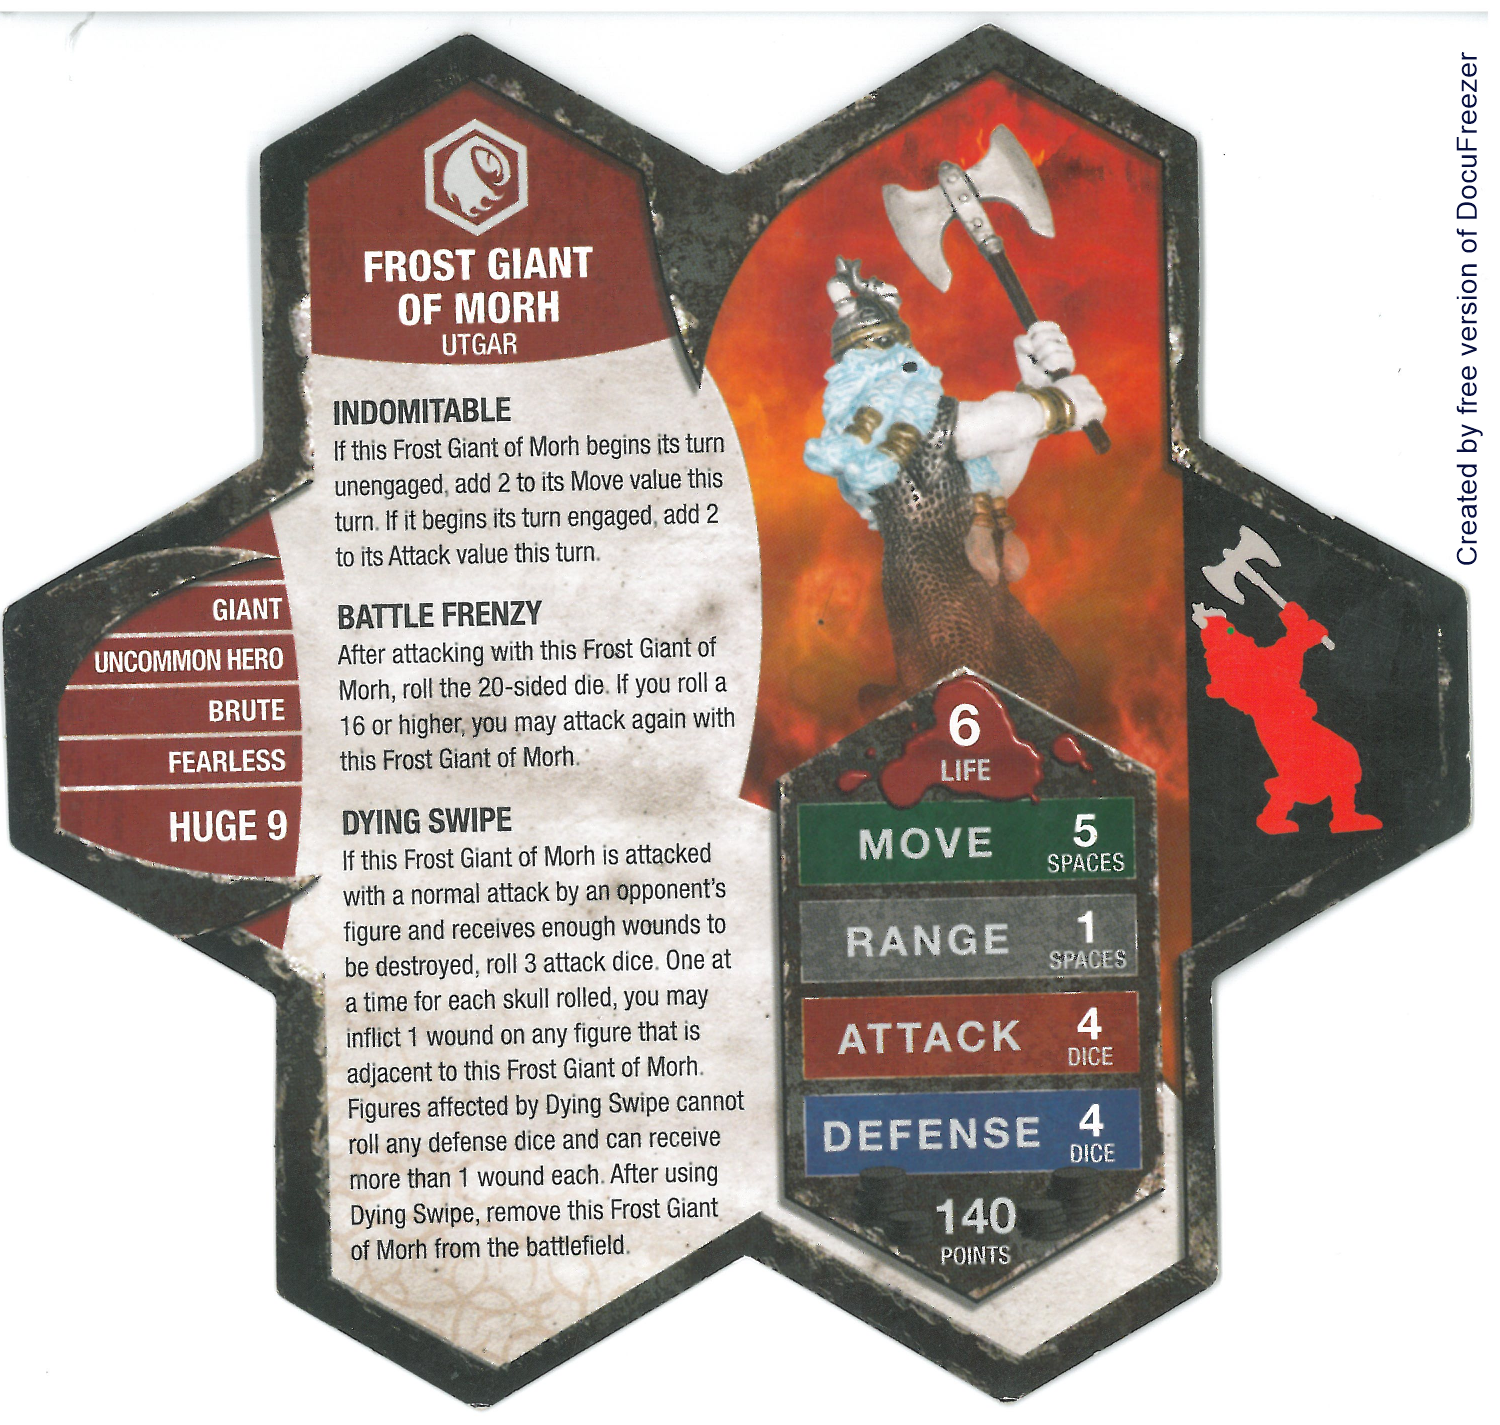 FROST GIANT
OF MORH
UTGAR
INDOMITABLE
If this Frost Giant of Morh begins its turn
unengaged, add 2 to its Move value this
turn. If it begins its turn engaged, add 2
to its Attack value this turn.
BATTLE FRENZY
After attacking with this Frost Giant of
Morh, roll the 20-sided die. If you roll a
16 or higher, you may attack again with
this Frost Giant of Morh.
DYING SWIPE
If this Frost Giant of Morh is attacked
with a normal attack by an opponent's
figure and receives enough wounds to
be destroyed, roll 3 attack dice. One at
a time for each skull rolled, you may
inflict 1 wound on any figure that is
adjacent to this Frost Giant of Morh.
Figures affected by Dying Swipe cannot
roll any defense dice and can receive
more than 1 wound each. After using
Dying Swipe, remove this Frost Giant
of Morh from the battlefield.
GIANT
UNCOMMON HERO
BRUTE
FEARLESS
HUGE 9
6
LIFE
MOVE 5
SPACES
RANGE 1
SPACES
ATTACK 4
DICE
DEFENSE 4
DICE
140
POINTS
Created by free version of DocuFreezer